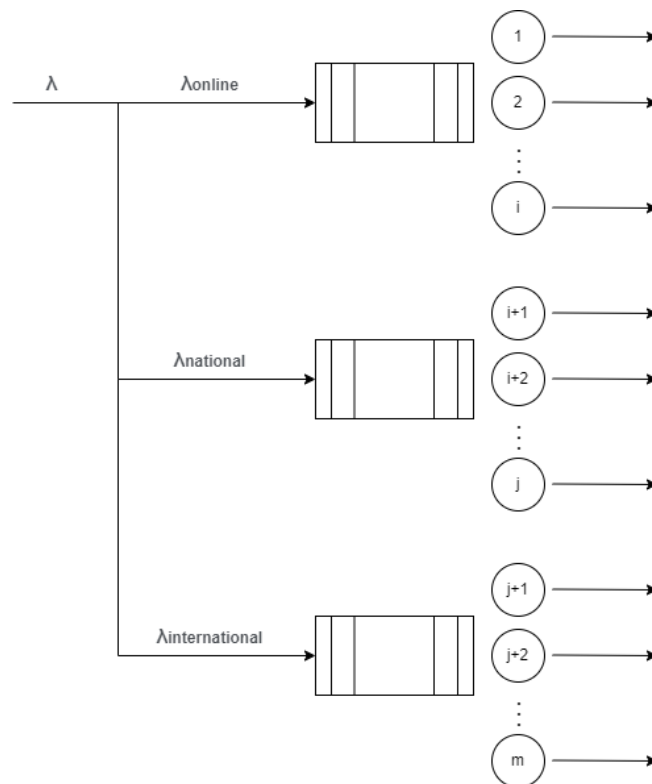 1
λ
λonline
2
i
i+1
λnational
i+2
j
j+1
λinternational
j+2
m